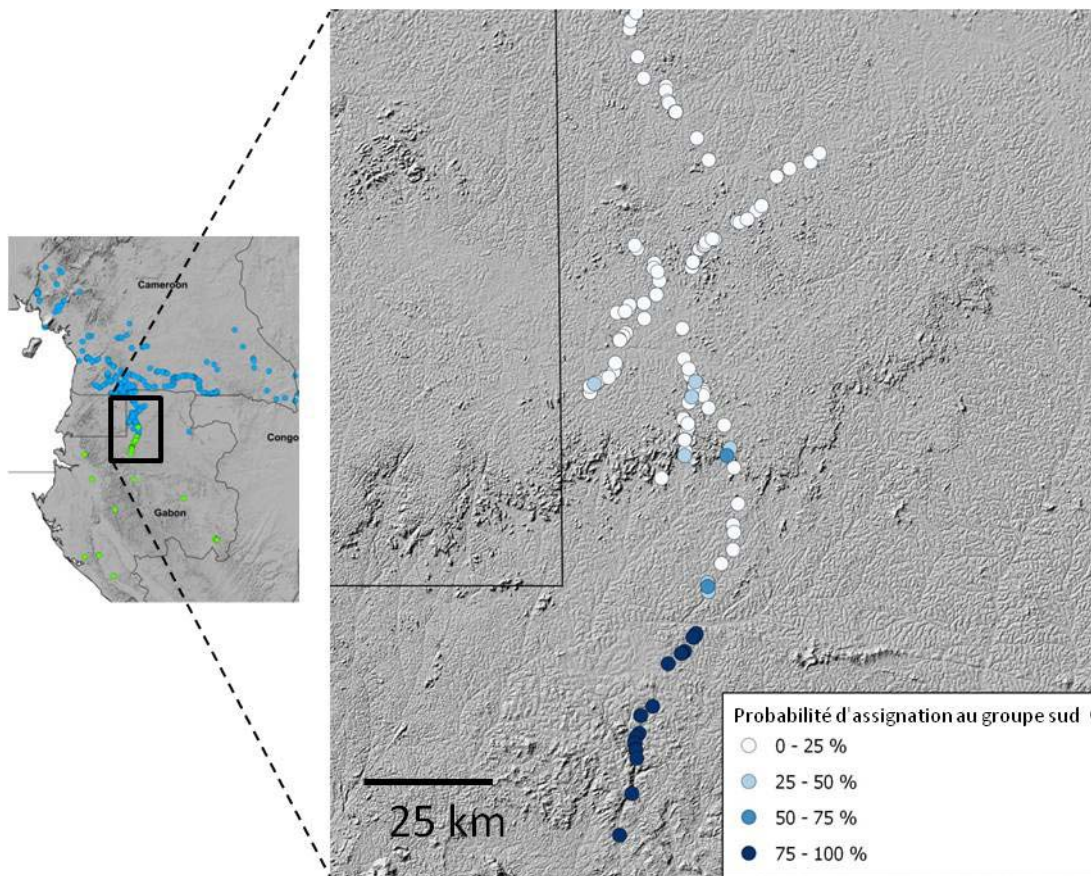 Cameroon
Congo
Gabon
25 km
Probabilité d'assignation au groupe sud (
0 - 25 %
25 - 50 %
50 - 75 %
75 - 100 %